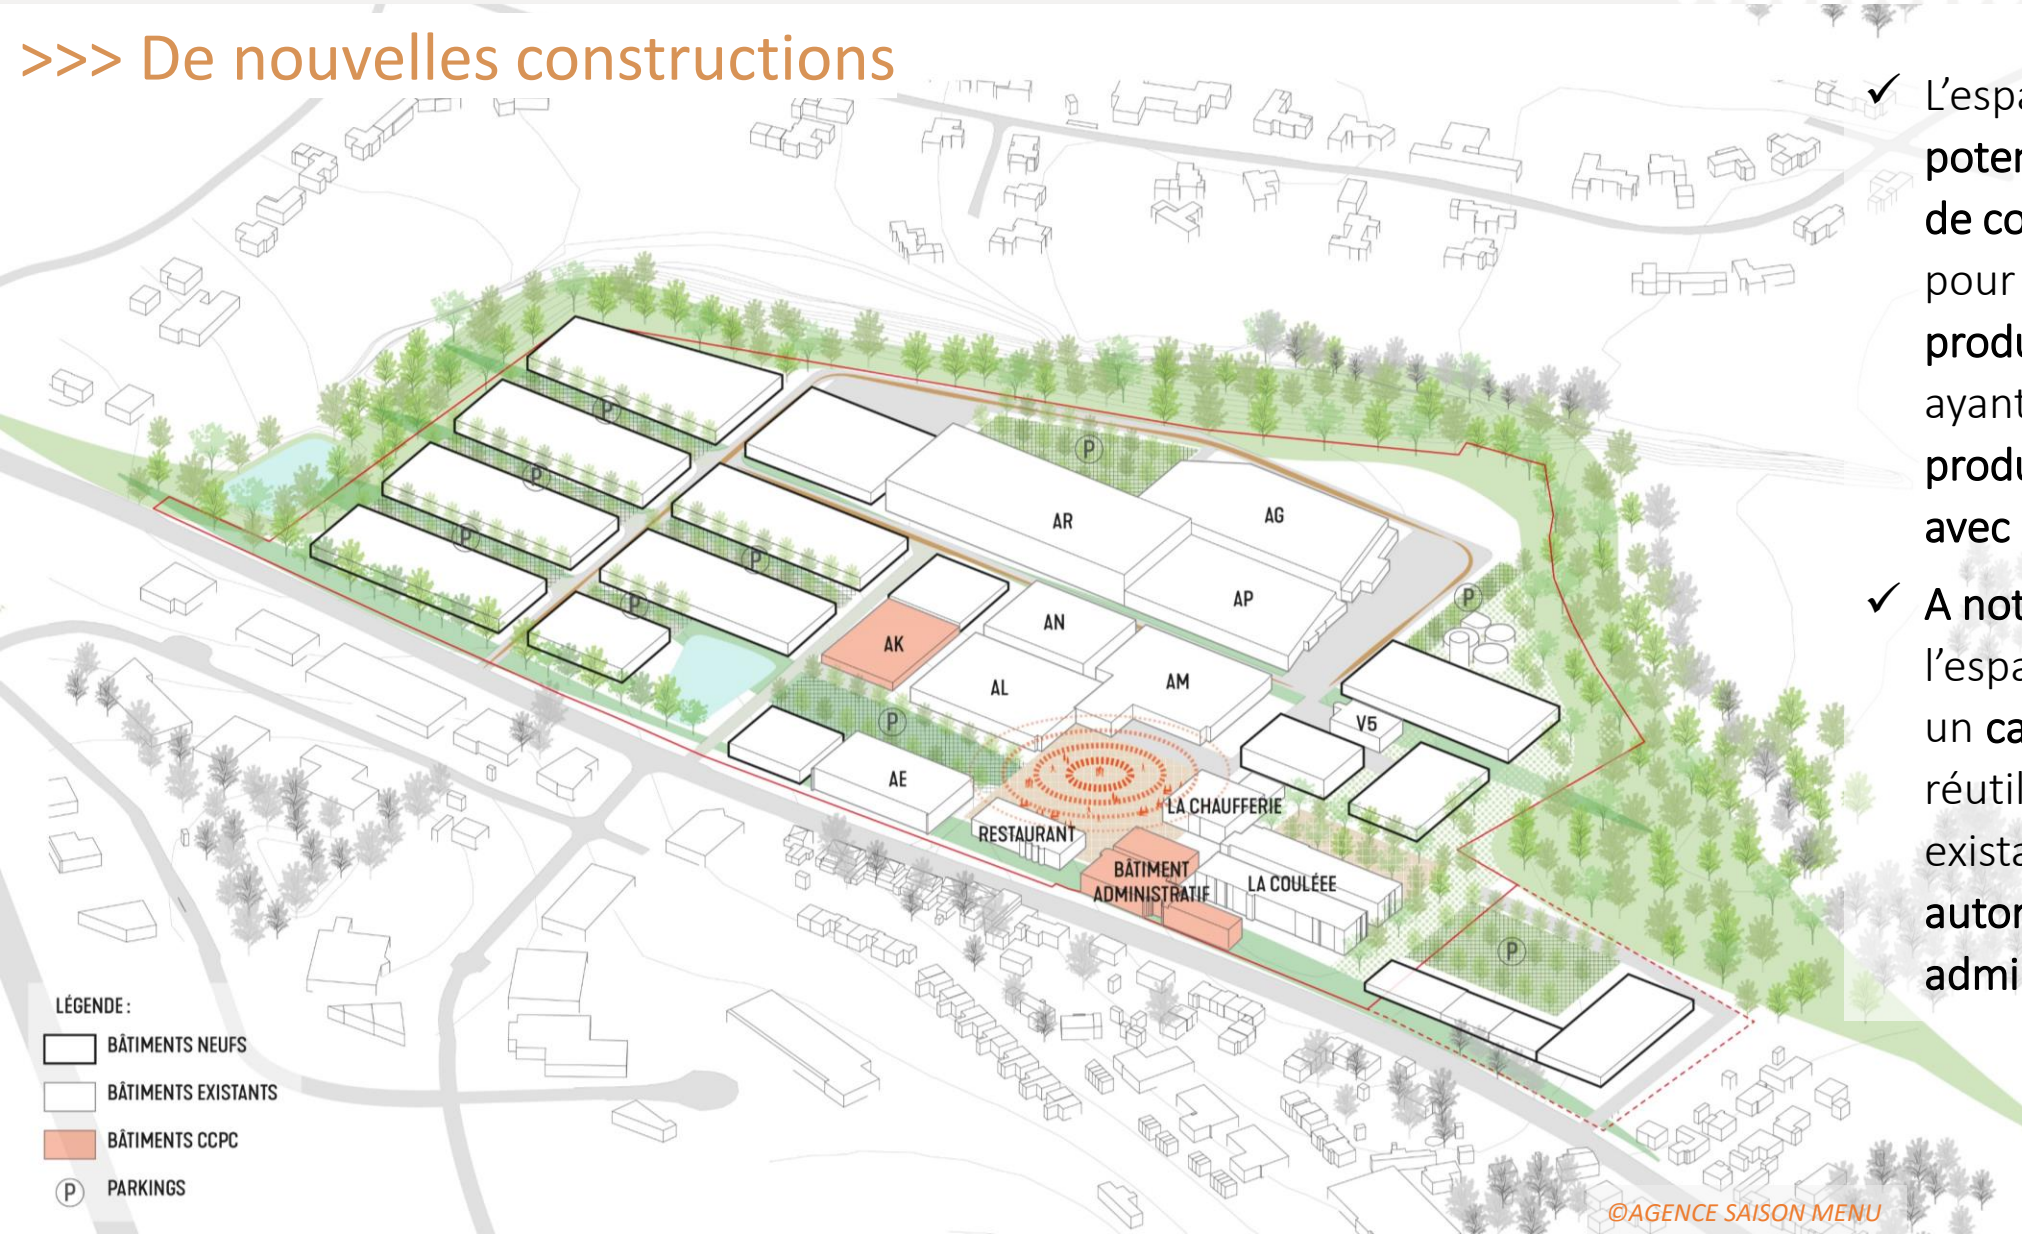 >>> De nouvelles constructions
✓ L'espa
poten
de co
pour
produ
ayant
produ
avec
✓ A not
l'espa
un ca
réutil
exista
autor
admi
P
P
P
P
P
P
P
P
P
P
AR
AG
AP
AN
AK
AL
AM
V5
AE
LA CHAUFFERIE
RESTAURANT
BÂTIMENT
ADMINISTRATIF
LA COULÉEE
LÉGENDE :
BÂTIMENTS NEUFS
BÂTIMENTS EXISTANTS
BÂTIMENTS CCPC
P PARKINGS
©AGENCE SAISON MENU